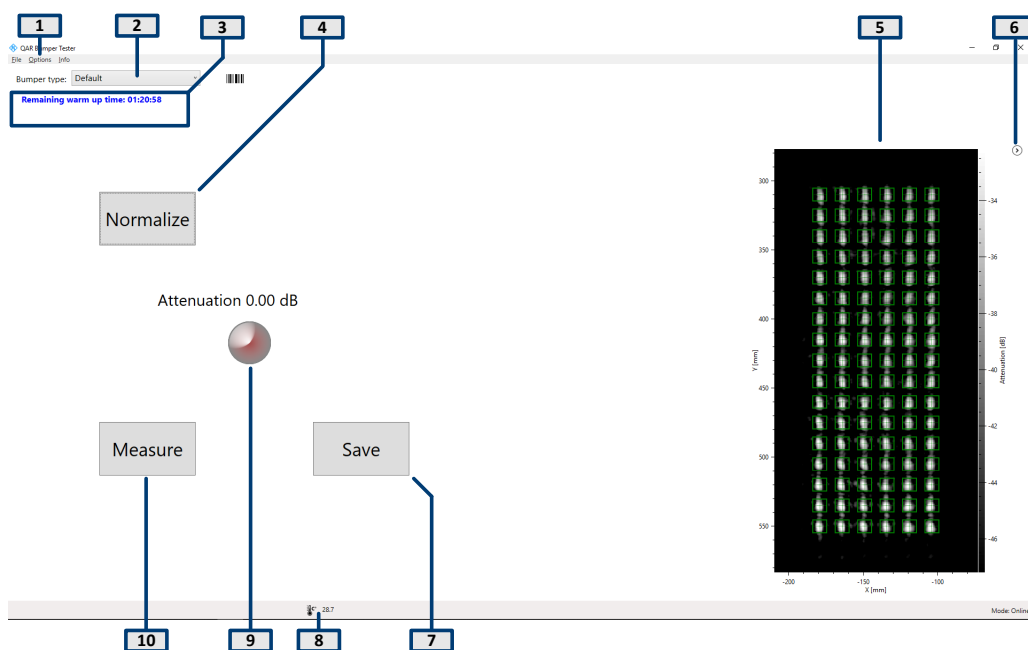 1 2 3 4 5 6
QAR Bumper Tester
File Options Info
Bumper type: Default
Remaining warm up time: 01:20:58
Normalize
Attenuation 0.00 dB
Measure Save
300
350
400
450
500
550
Y [mm]
-200 -150 -100
X [mm]
-34
-36
-38
-40
-42
-44
-46
Attenuation [dB]
28.7
Mode: Online
10 9 8 7